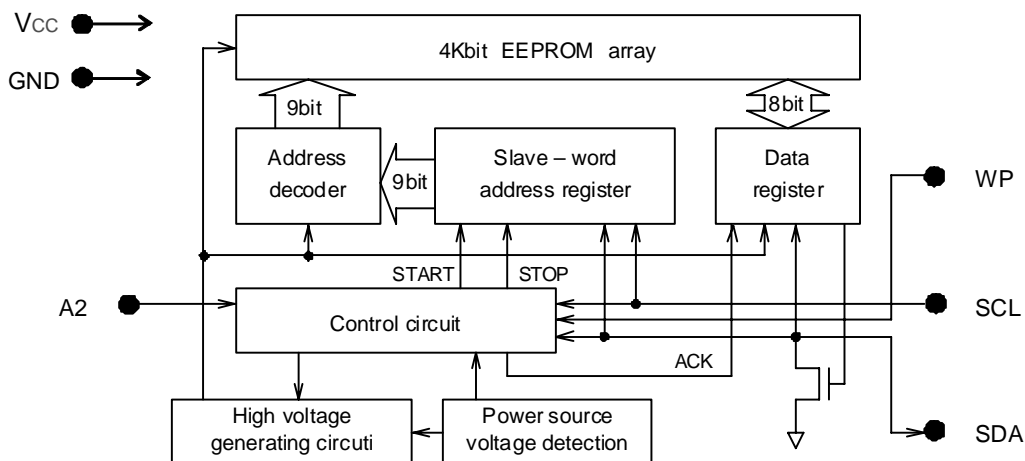 VCC
4Kbit EEPROM array
GND
9bit
8bit
Address
decoder
9bit
Slave – word
address register
Data
register
WP
START
STOP
A2
Control circuit
SCL
ACK
High voltage
generating circuti
Power source
voltage detection
SDA